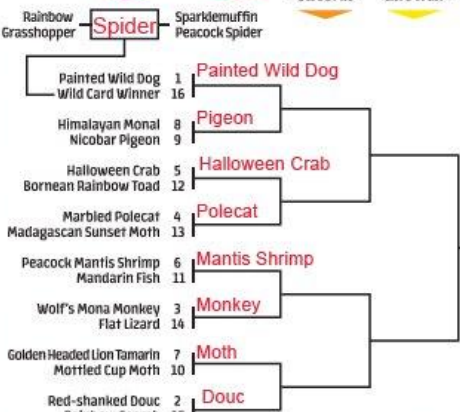 Rainbow
Grasshopper
Spider
Sparklemuffin
Peacock Spider
Painted Wild Dog 1
Wild Card Winner 16
Painted Wild Dog
Himalayan Monal 8
Nicobar Pigeon 9
Pigeon
Halloween Crab 5
Bornean Rainbow Toad 12
Halloween Crab
Marbled Polecat 4
Madagascan Sunset Moth 13
Polecat
Peacock Mantis Shrimp 6
Mandarin Fish 11
Mantis Shrimp
Wolf's Mona Monkey 3
Flat Lizard 14
Monkey
Golden Headed Lion Tamarin 7
Mottled Cup Moth 10
Moth
Red-shanked Douc 2
Douc